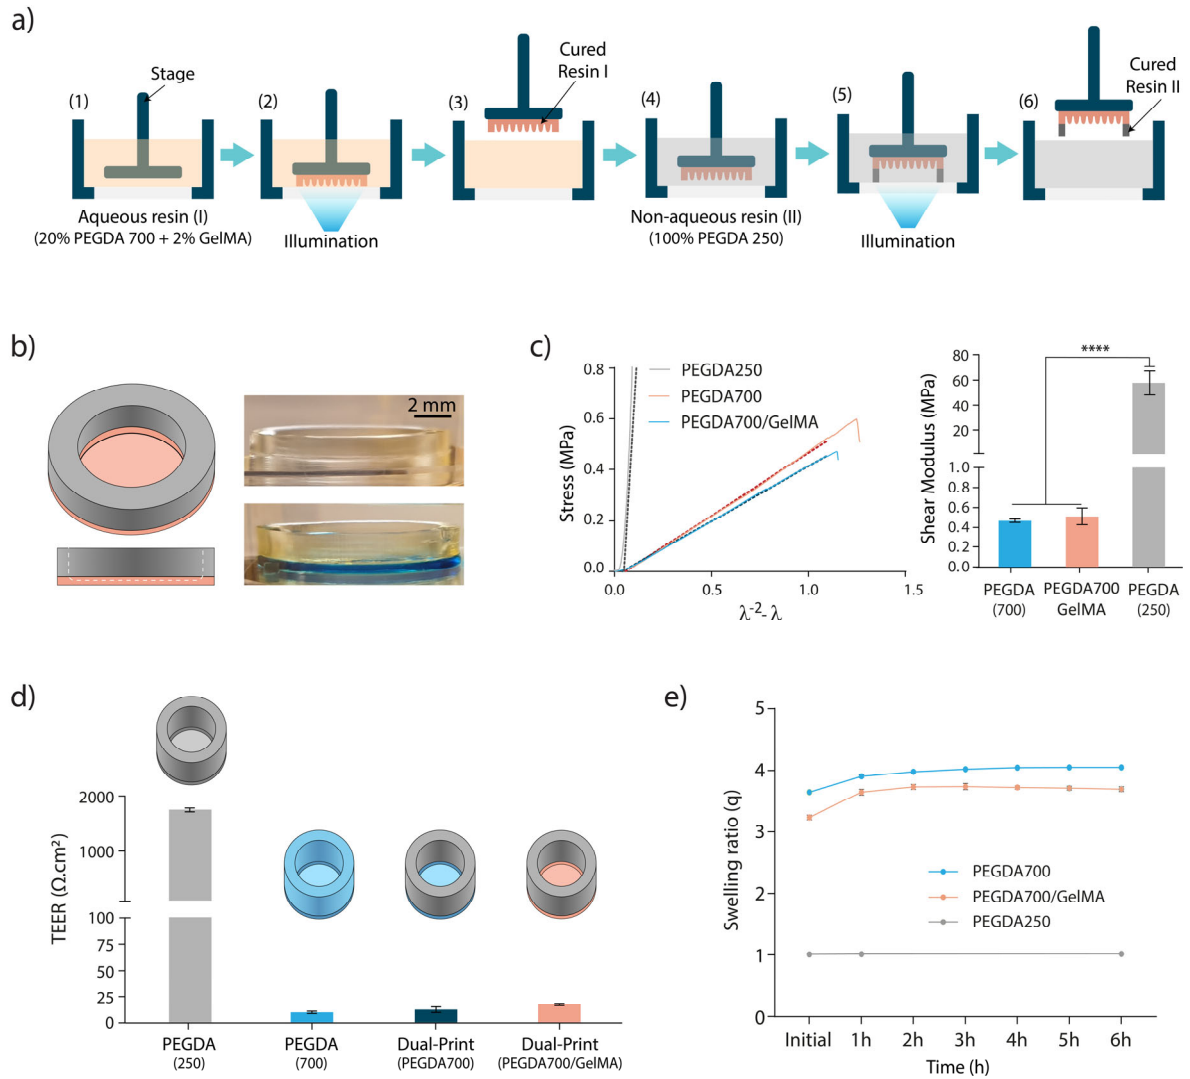 a)
Stage
Cured
Resin I
Cured
Resin II
(1)
(2)
(3)
(4)
(5)
(6)
Aqueous resin (I)
(20% PEGDA 700 + 2% GelMA)
Illumination
Non-aqueous resin (II)
(100% PEGDA 250)
Illumination
b)
2 mm
c)
Stress (MPa)
0.8
0.6
0.4
0.2
0.0
0.0
0.5
1.0
1.5
λ⁻²- λ
PEGDA250
PEGDA700
PEGDA700/GelMA
Shear Modulus (MPa)
80
60
40
20
1.0
0.8
0.6
0.4
0.2
0.0
****
PEGDA
(700)
PEGDA700
GelMA
PEGDA
(250)
d)
TEER (Ω.cm²)
2000
1000
100
75
50
25
0
PEGDA
(250)
PEGDA
(700)
Dual-Print
(PEGDA700)
Dual-Print
(PEGDA700/GelMA)
e)
Swelling ratio (q)
5
4
3
2
1
0
PEGDA700
PEGDA700/GelMA
PEGDA250
Initial
1h
2h
3h
4h
5h
6h
Time (h)